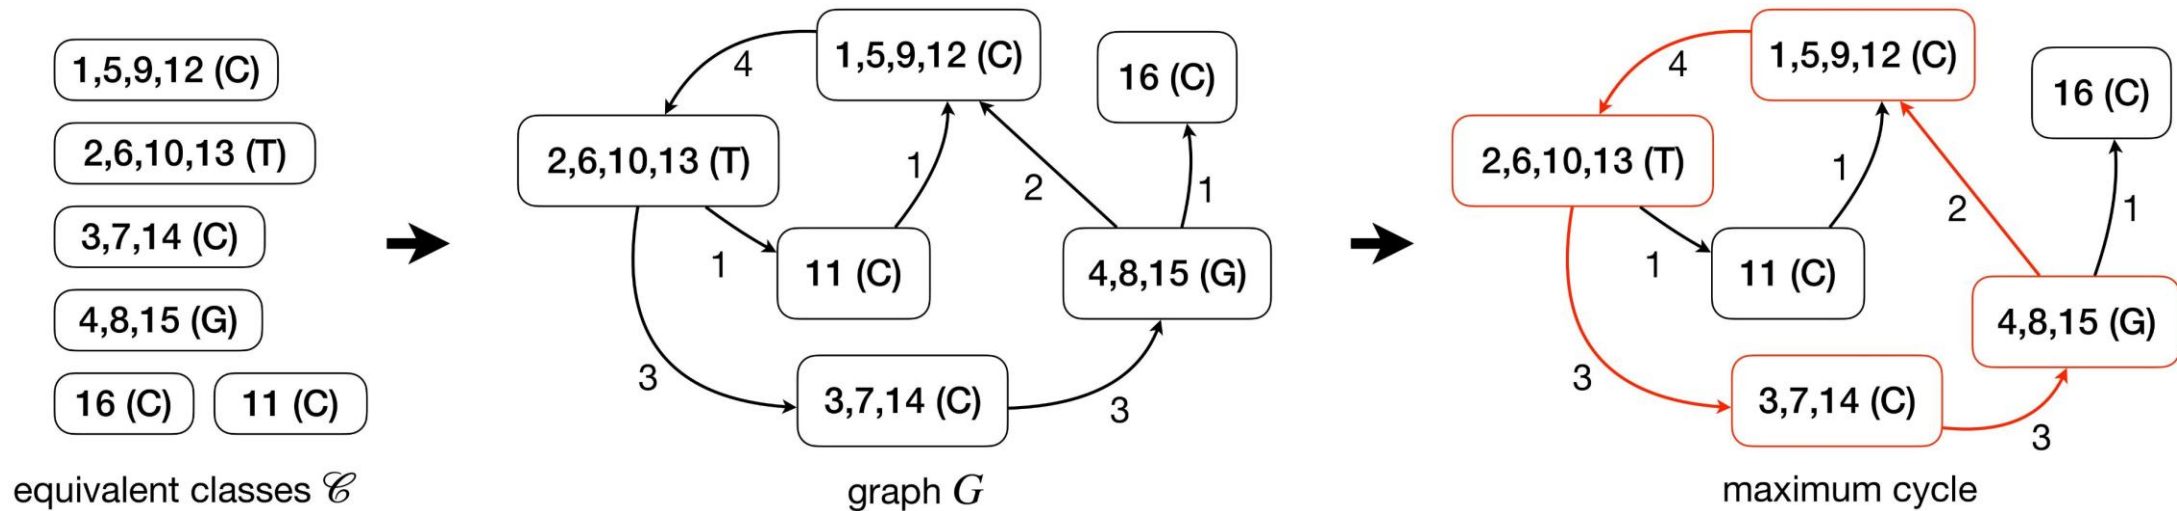 1,5,9,12 (C)
2,6,10,13 (T)
3,7,14 (C)
4,8,15 (G)
16 (C)
11 (C)
equivalent classes 𝒞
1,5,9,12 (C)
16 (C)
4
2,6,10,13 (T)
1
2
1
1
11 (C)
4,8,15 (G)
3
3,7,14 (C)
3
graph G
1,5,9,12 (C)
16 (C)
4
2,6,10,13 (T)
1
2
1
1
11 (C)
4,8,15 (G)
3
3,7,14 (C)
3
maximum cycle